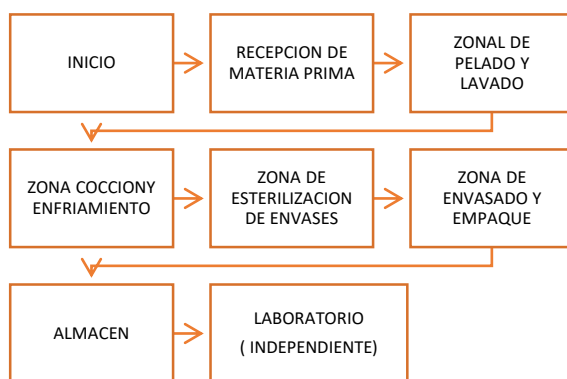 INICIO
RECEPCION DE
MATERIA PRIMA
ZONAL DE
PELADO Y
LAVADO
ZONA COCCIONY
ENFRIAMIENTO
ZONA DE
ESTERILIZACION
DE ENVASES
ZONA DE
ENVASADO Y
EMPAQUE
ALMACEN
LABORATORIO
( INDEPENDIENTE)